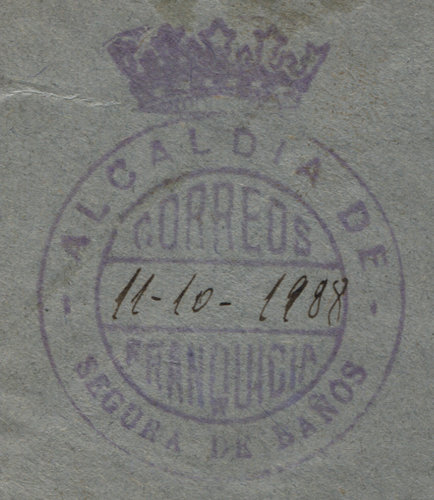 ALCALDIA DE
CORREOS
11-10-1988
FRANQUICIA
SEGURA DE BAÑOS